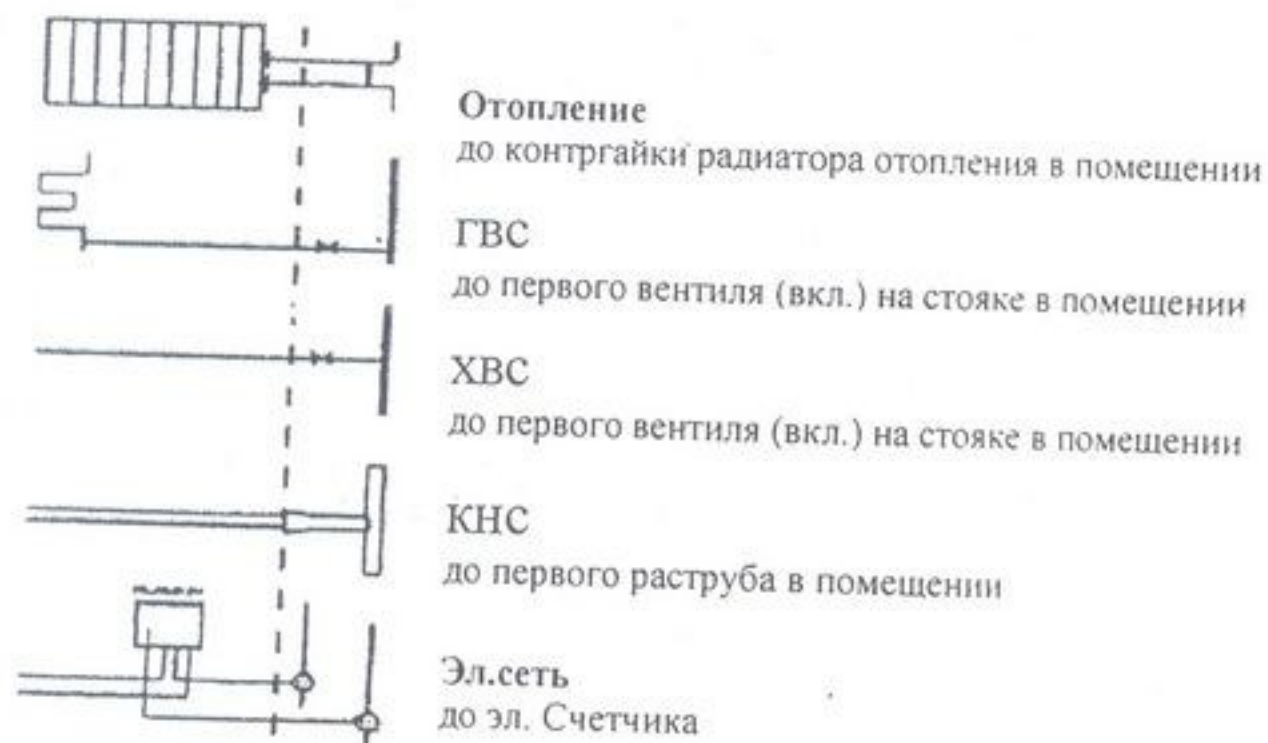 Отопление
до контргайки радиатора отопления в помещении
ГВС
до первого вентиля (вкл.) на стояке в помещении
ХВС
до первого вентиля (вкл.) на стояке в помещении
КНС
до первого раструба в помещении
Эл.сеть
до эл. Счетчика